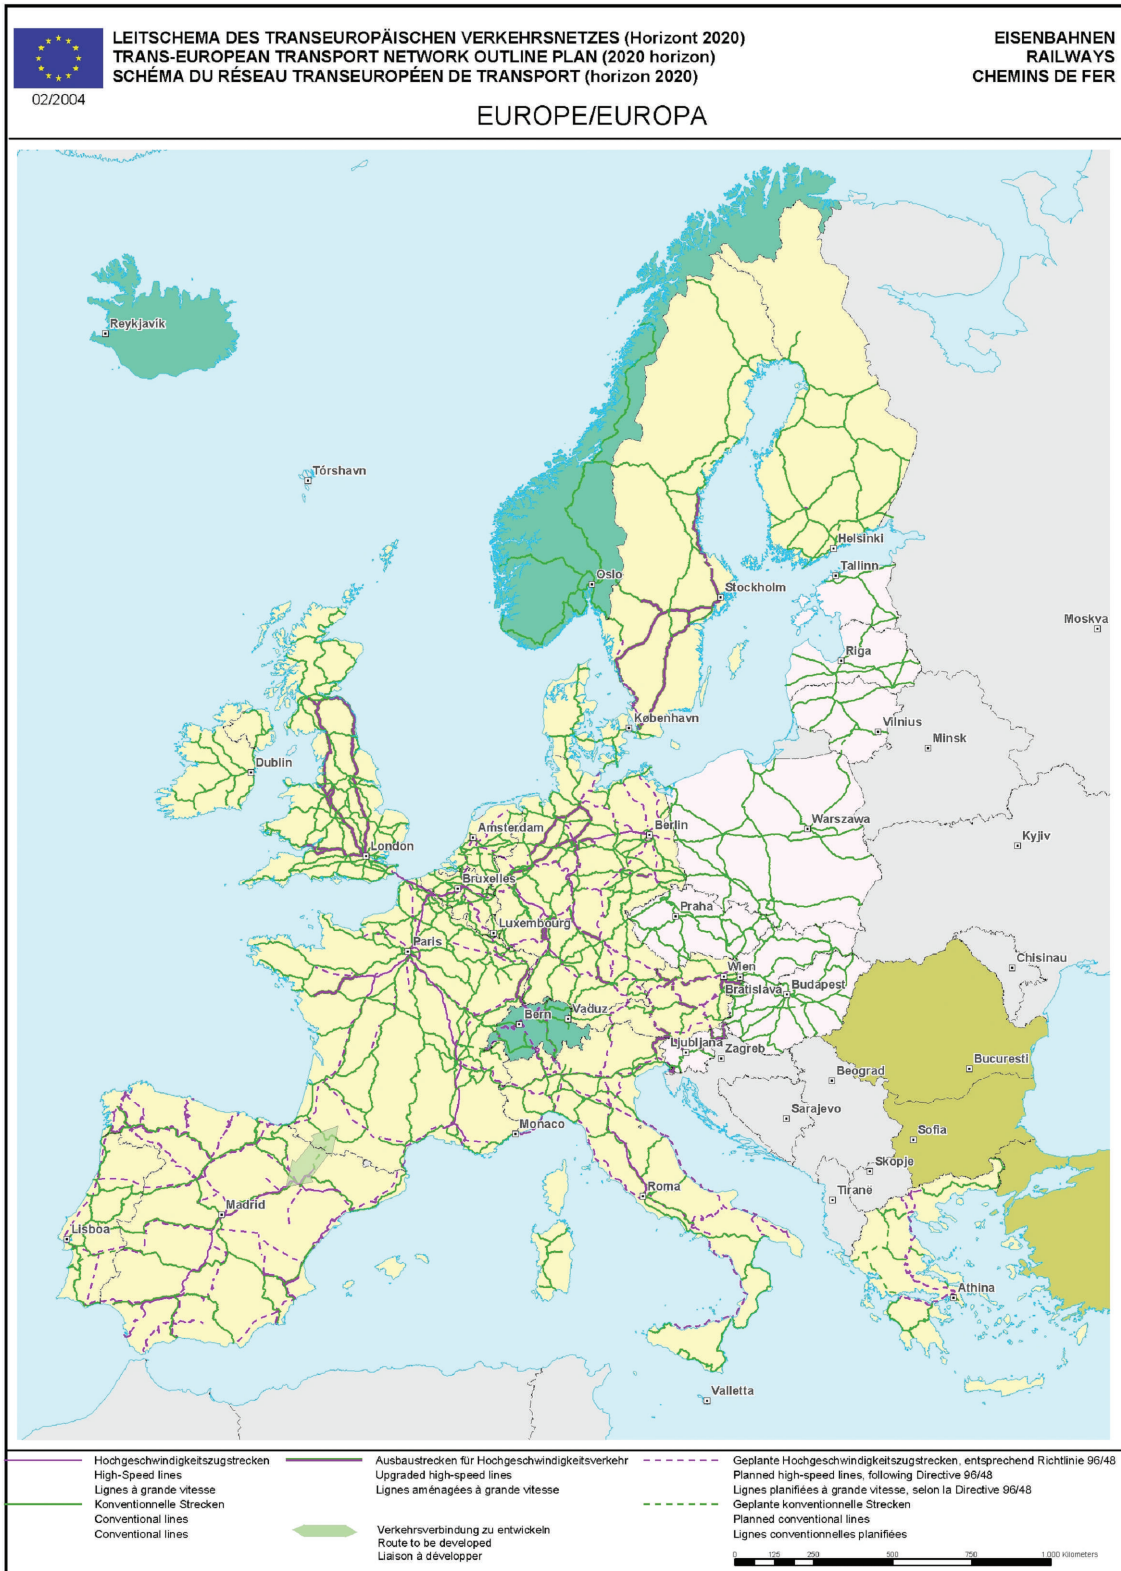 LEITSCHEMA DES TRANSEUROPÄISCHEN VERKEHRSNETZES (Horizont 2020)
TRANS-EUROPEAN TRANSPORT NETWORK OUTLINE PLAN (2020 horizon)
SCHÉMA DU RÉSEAU TRANSEUROPÉEN DE TRANSPORT (horizon 2020)
EISENBAHNEN
RAILWAYS
CHEMINS DE FER
02/2004
EUROPE/EUROPA
Reykjavik
Tórshavn
Helsinki
Tallinn
Oslo
Stockholm
Moskva
Riga
København
Vilnius
Minsk
Dublin
Warszawa
Berlin
Amsterdam
Kyjiv
London
Bruxelles
Praha
Luxembourg
Paris
Chisinau
Wien
Bratislava
Budapest
Bern
Vaduz
Ljubljana
Zagreb
Bucuresti
Beograd
Sarajevo
Monaco
Sofia
Skopje
Roma
Tiranë
Madrid
Lisboa
Athina
Valletta
Hochgeschwindigkeitszugstrecken
High-Speed lines
Lignes à grande vitesse
Konventionnelle Strecken
Conventional lines
Conventional lines
Ausbaustrecken für Hochgeschwindigkeitsverkehr
Upgraded high-speed lines
Lignes aménagées à grande vitesse
Verkehrsverbindung zu entwickeln
Route to be developed
Liaison à développer
Geplante Hochgeschwindigkeitszugstrecken, entsprechend Richtlinie 96/48
Planned high-speed lines, following Directive 96/48
Lignes planifiées à grande vitesse, selon la Directive 96/48
Geplante konventionelle Strecken
Planned conventional lines
Lignes conventionnelles planifiées
0 125 250 500 750 1.000 Kilometers